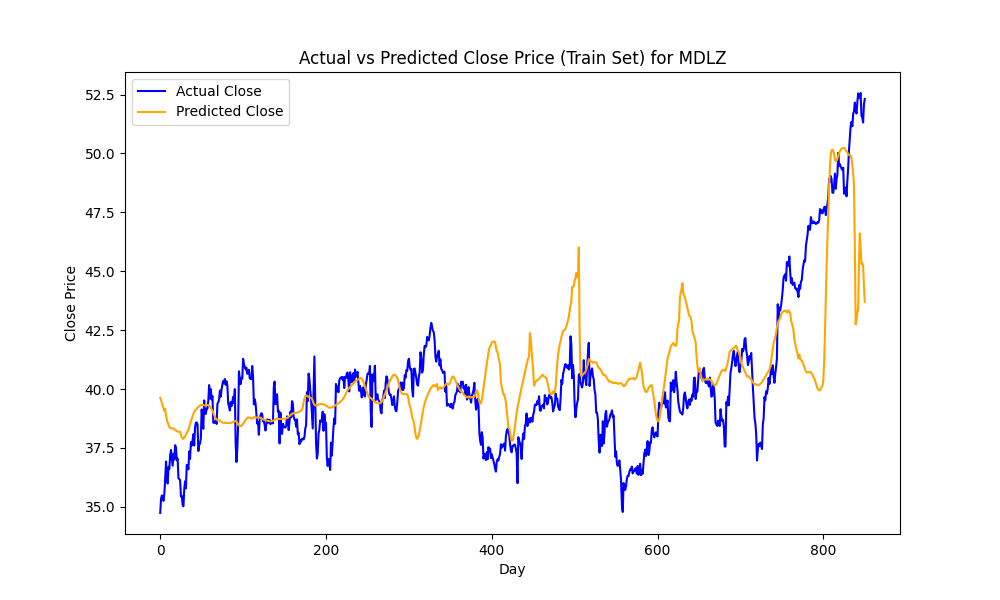 Actual vs Predicted Close Price (Train Set) for MDLZ
Actual Close
Predicted Close
52.5
50.0
47.5
45.0
42.5
40.0
37.5
35.0
Close Price
0 200 400 600 800
Day